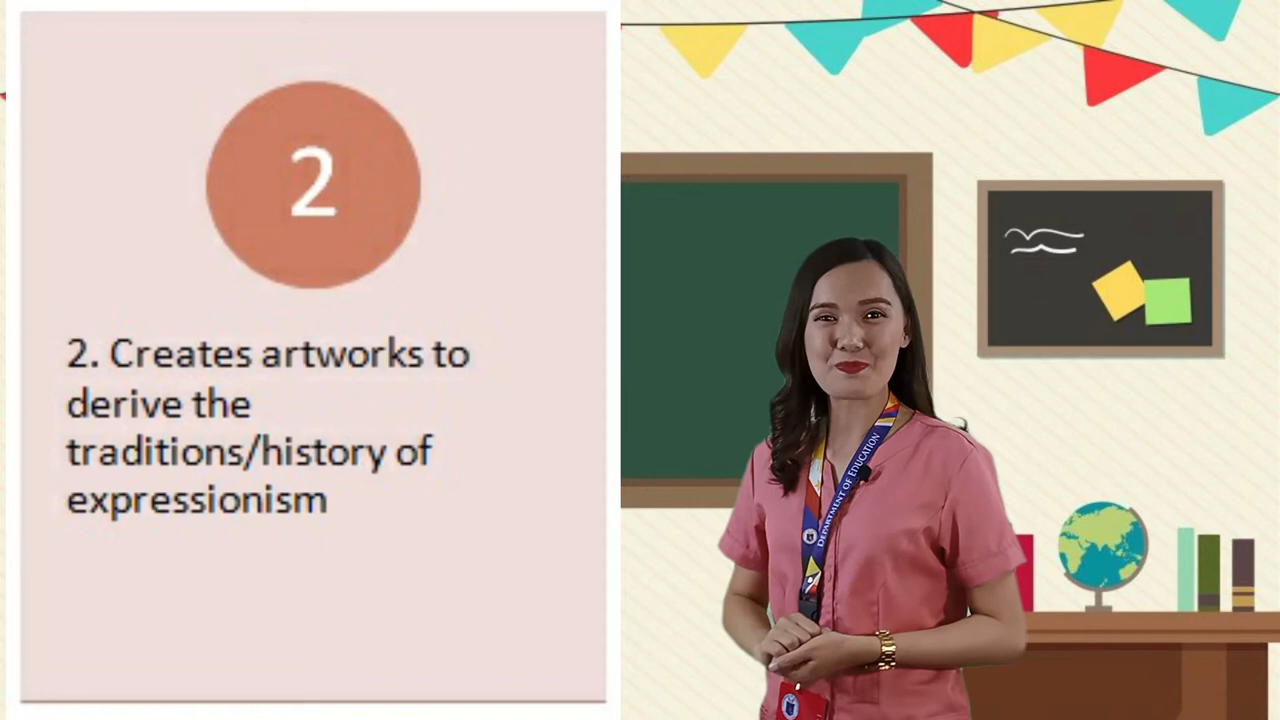 2
2. Creates artworks to
derive the
traditions/history of
expressionism
DEPARTMENT OF EDUCATION